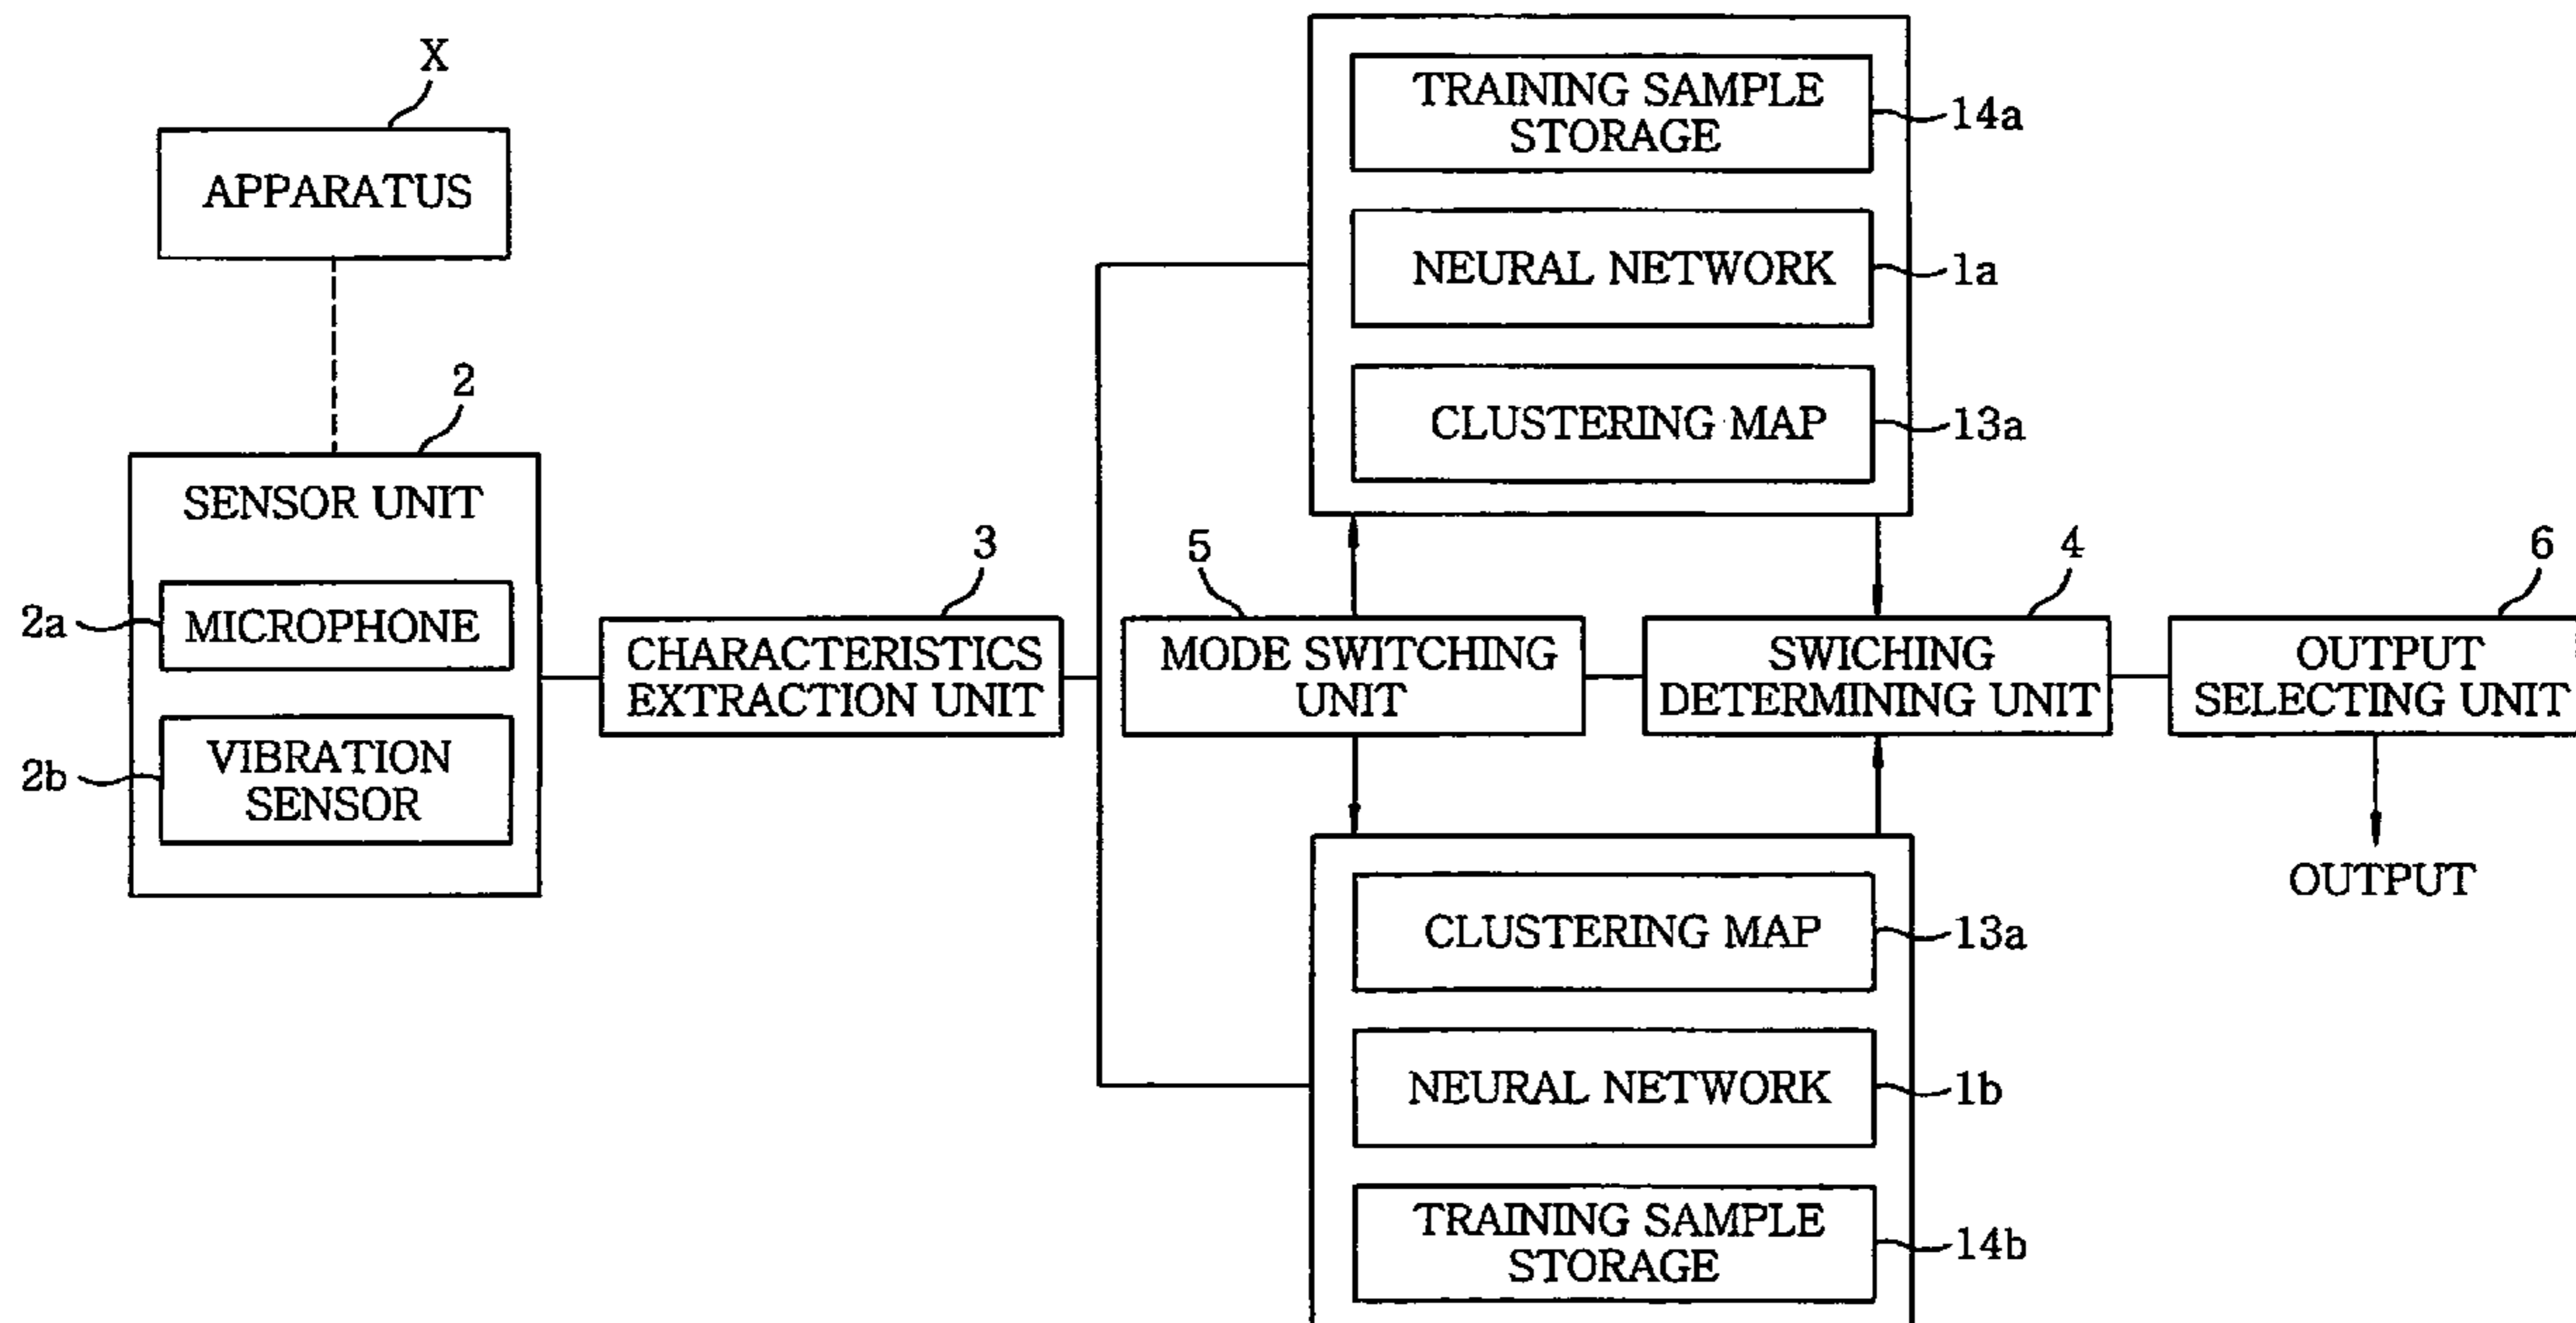 X
APPARATUS
2
SENSOR UNIT
2a
MICROPHONE
2b
VIBRATION
SENSOR
3
CHARACTERISTICS
EXTRACTION UNIT
TRAINING SAMPLE
STORAGE
14a
NEURAL NETWORK
1a
CLUSTERING MAP
13a
5
MODE SWITCHING
UNIT
4
SWICHING
DETERMINING UNIT
6
OUTPUT
SELECTING UNIT
OUTPUT
CLUSTERING MAP
13a
NEURAL NETWORK
1b
TRAINING SAMPLE
STORAGE
14b